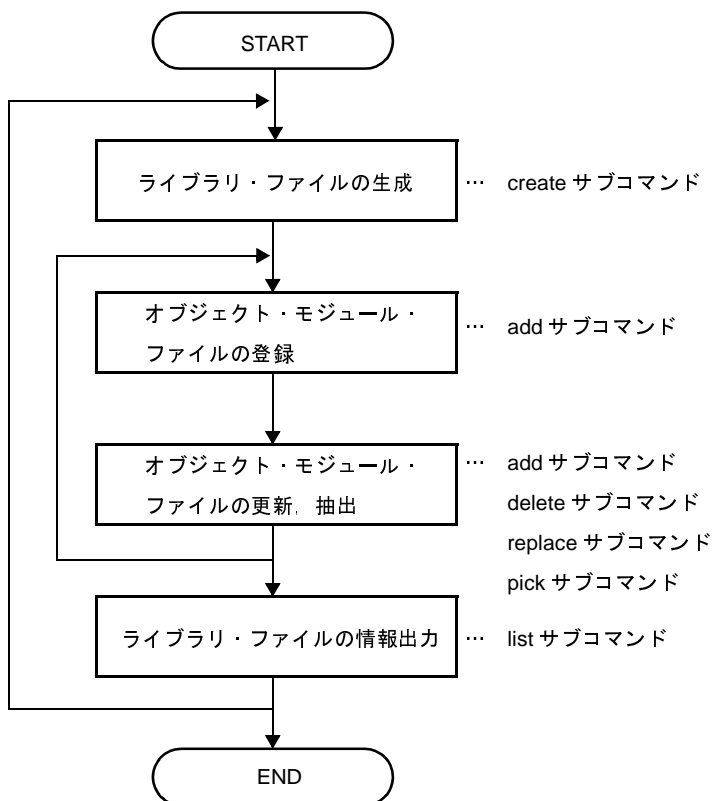 START
ライブラリ・ファイルの生成 … create サブコマンド
オブジェクト・モジュール・ … add サブコマンド
ファイルの登録
オブジェクト・モジュール・ … add サブコマンド
ファイルの更新，抽出 delete サブコマンド
replace サブコマンド
pick サブコマンド
ライブラリ・ファイルの情報出力 … list サブコマンド
END